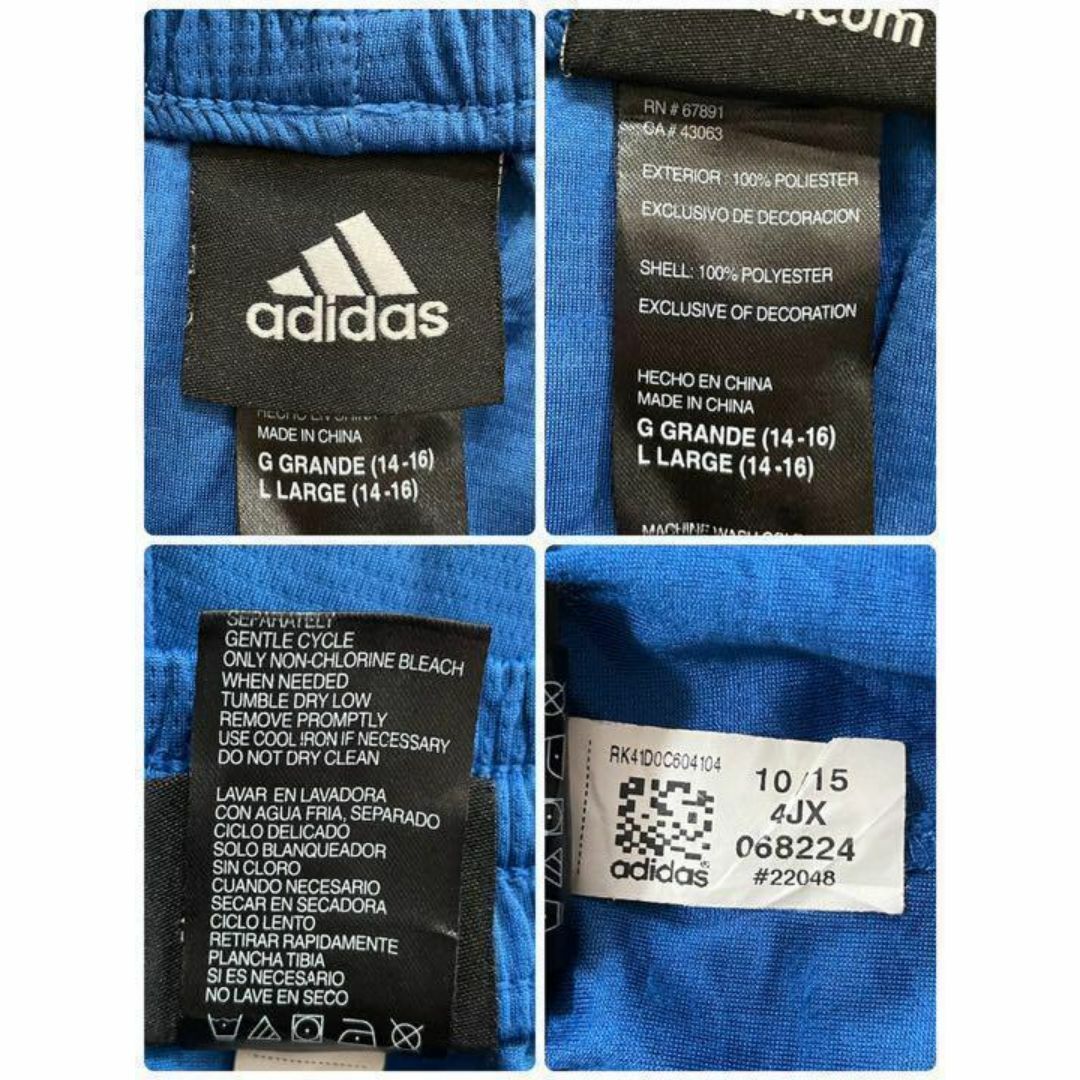 adidas
MADE IN CHINA
G GRANDE (14-16)
L LARGE (14-16)
.com
RN # 67891
CA # 43063
EXTERIOR : 100% POLIESTER
EXCLUSIVO DE DECORACION
SHELL: 100% POLYESTER
EXCLUSIVE OF DECORATION
HECHO EN CHINA
MADE IN CHINA
G GRANDE (14-16)
L LARGE (14-16)
MACHINE WASH COLD
SEPARATELY
GENTLE CYCLE
ONLY NON-CHLORINE BLEACH
WHEN NEEDED
TUMBLE DRY LOW
REMOVE PROMPTLY
USE COOL IRON IF NECESSARY
DO NOT DRY CLEAN
LAVAR EN LAVADORA
CON AGUA FRIA, SEPARADO
CICLO DELICADO
SOLO BLANQUEADOR
SIN CLORO
CUANDO NECESARIO
SECAR EN SECADORA
CICLO LENTO
RETIRAR RAPIDAMENTE
PLANCHA TIBIA
SI ES NECESARIO
NO LAVE EN SECO
RK41D0C604104
adidas®
10/15
4JX
068224
#22048